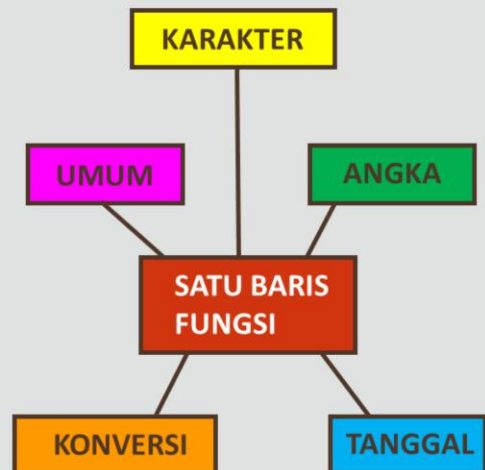 KARAKTER
UMUM
ANGKA
SATU BARIS
FUNGSI
KONVERSI
TANGGAL